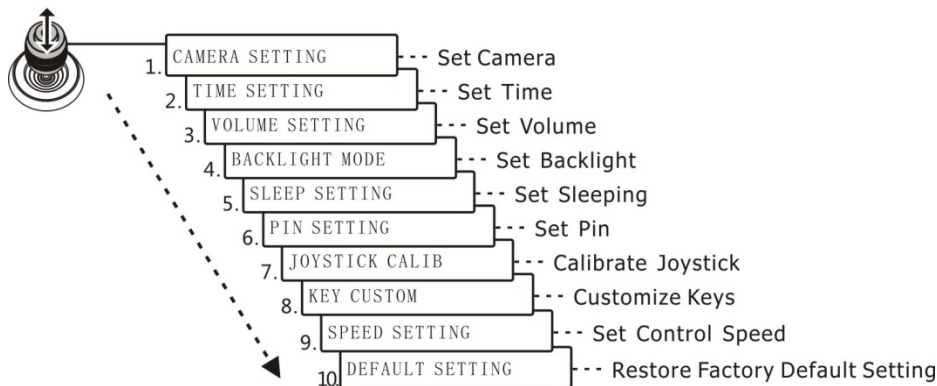 1. CAMERA SETTING --- Set Camera
2. TIME SETTING --- Set Time
3. VOLUME SETTING --- Set Volume
4. BACKLIGHT MODE --- Set Backlight
5. SLEEP SETTING --- Set Sleeping
6. PIN SETTING --- Set Pin
7. JOYSTICK CALIB --- Calibrate Joystick
8. KEY CUSTOM --- Customize Keys
9. SPEED SETTING --- Set Control Speed
10. DEFAULT SETTING --- Restore Factory Default Setting